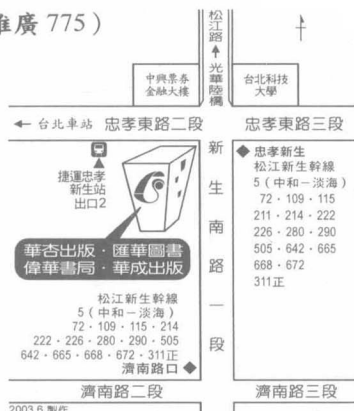 推廣 775）
松江路
光華陸橋
中興票券
金融大樓
台北科技
大學
台北車站 忠孝東路二段 忠孝東路三段
捷運忠孝
新生站
出口2
新生南路一段
華杏出版・匯華圖書
偉華書局・華成出版
忠孝新生
松江新生幹線
5（中和－淡海）
72・109・115
211・214・222
226・280・290
505・642・665
668・672
311正
松江新生幹線
5（中和－淡海）
72・109・115・214
222・226・280・290・505
642・665・668・672・311正
濟南路口
濟南路二段 濟南路三段
2003.6 製作